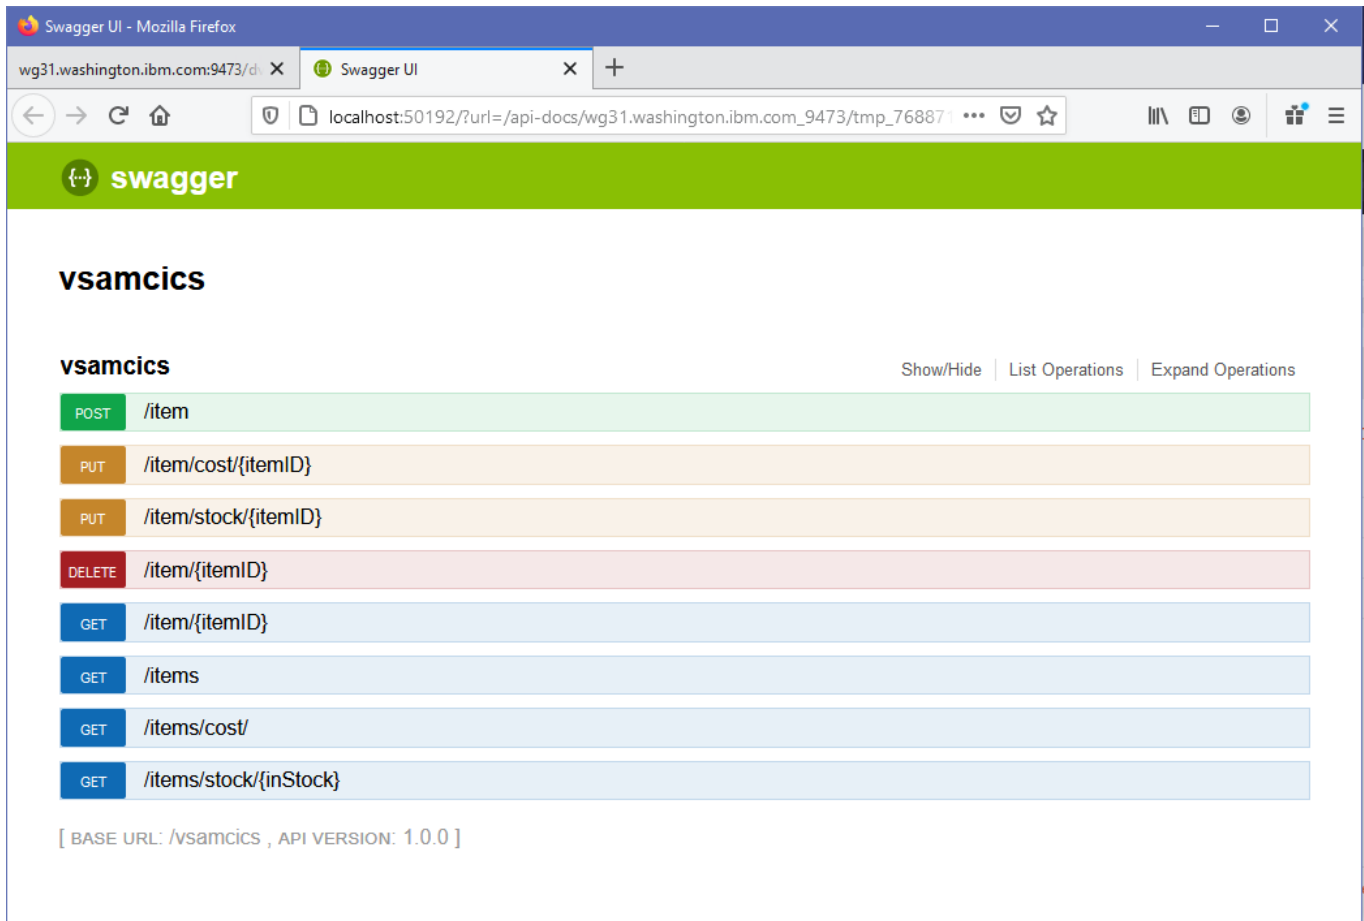 Swagger UI - Mozilla Firefox
wg31.washington.ibm.com:9473/d
Swagger UI
localhost:50192/?url=/api-docs/wg31.washington.ibm.com_9473/tmp_768871
{···} swagger
vsamcics
vsamcics
Show/Hide List Operations Expand Operations
POST /item
PUT /item/cost/{itemID}
PUT /item/stock/{itemID}
DELETE /item/{itemID}
GET /item/{itemID}
GET /items
GET /items/cost/
GET /items/stock/{inStock}
[ BASE URL: /vsamcics , API VERSION: 1.0.0 ]